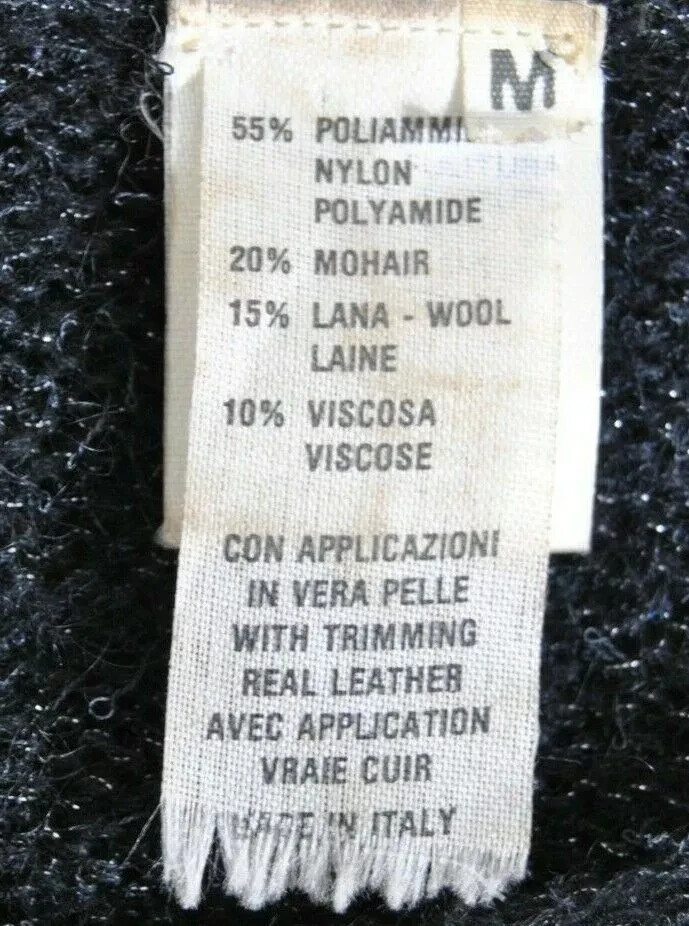 M
55% POLIAMMI
NYLON
POLYAMIDE
20% MOHAIR
15% LANA - WOOL
LAINE
10% VISCOSA
VISCOSE
CON APPLICAZIONI
IN VERA PELLE
WITH TRIMMING
REAL LEATHER
AVEC APPLICATION
VRAIE CUIR
MADE IN ITALY